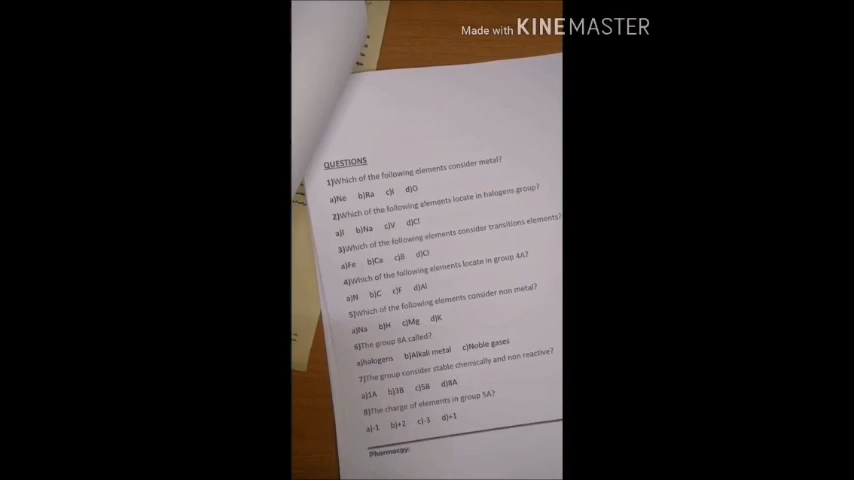 Made with KINEMASTER
QUESTIONS
1)Which of the following elements consider metal?
a)Ne b)Ra c)I d)O
2)Which of the following elements locate in halogens group?
a)I b)Na c)V d)Cl
3)Which of the following elements consider transitions elements?
a)Fe b)Ca c)B d)Cl
4)Which of the following elements locate in group 4A?
a)N b)C c)F d)Al
5)Which of the following elements consider non metal?
a)Na b)H c)Mg d)K
6)The group 8A called?
a)halogens b)Alkali metal c)Noble gases
7)The group consider stable chemically and non reactive?
a)1A b)3B c)5B d)8A
8)The charge of elements in group 5A?
a)-1 b)+2 c)-3 d)+1
Pharmacay: